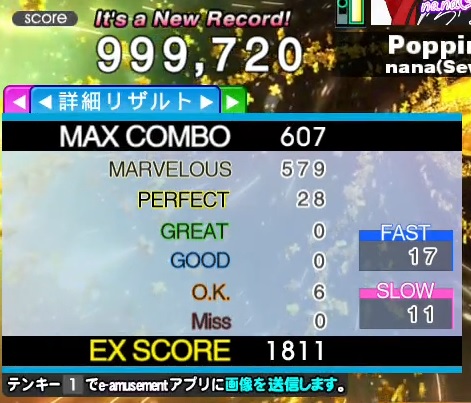 score It's a New Record!
999,720
Poppin
nana(Sev
詳細リザルト
MAX COMBO 607
MARVELOUS 579
PERFECT 28
GREAT 0
GOOD 0
O.K. 6
Miss 0
FAST
17
SLOW
11
EX SCORE 1811
テンキー 1 でe-amusementアプリに画像を送信します。